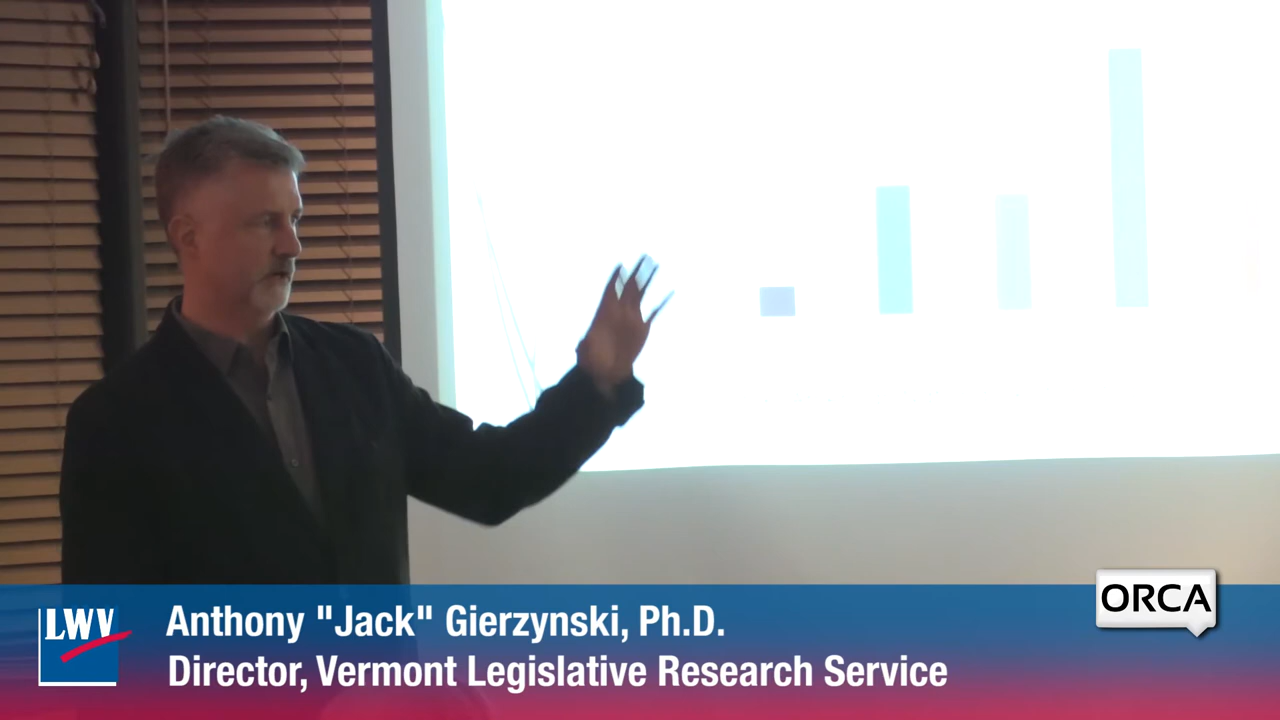 ORCA
LWV
Anthony "Jack" Gierzynski, Ph.D.
Director, Vermont Legislative Research Service